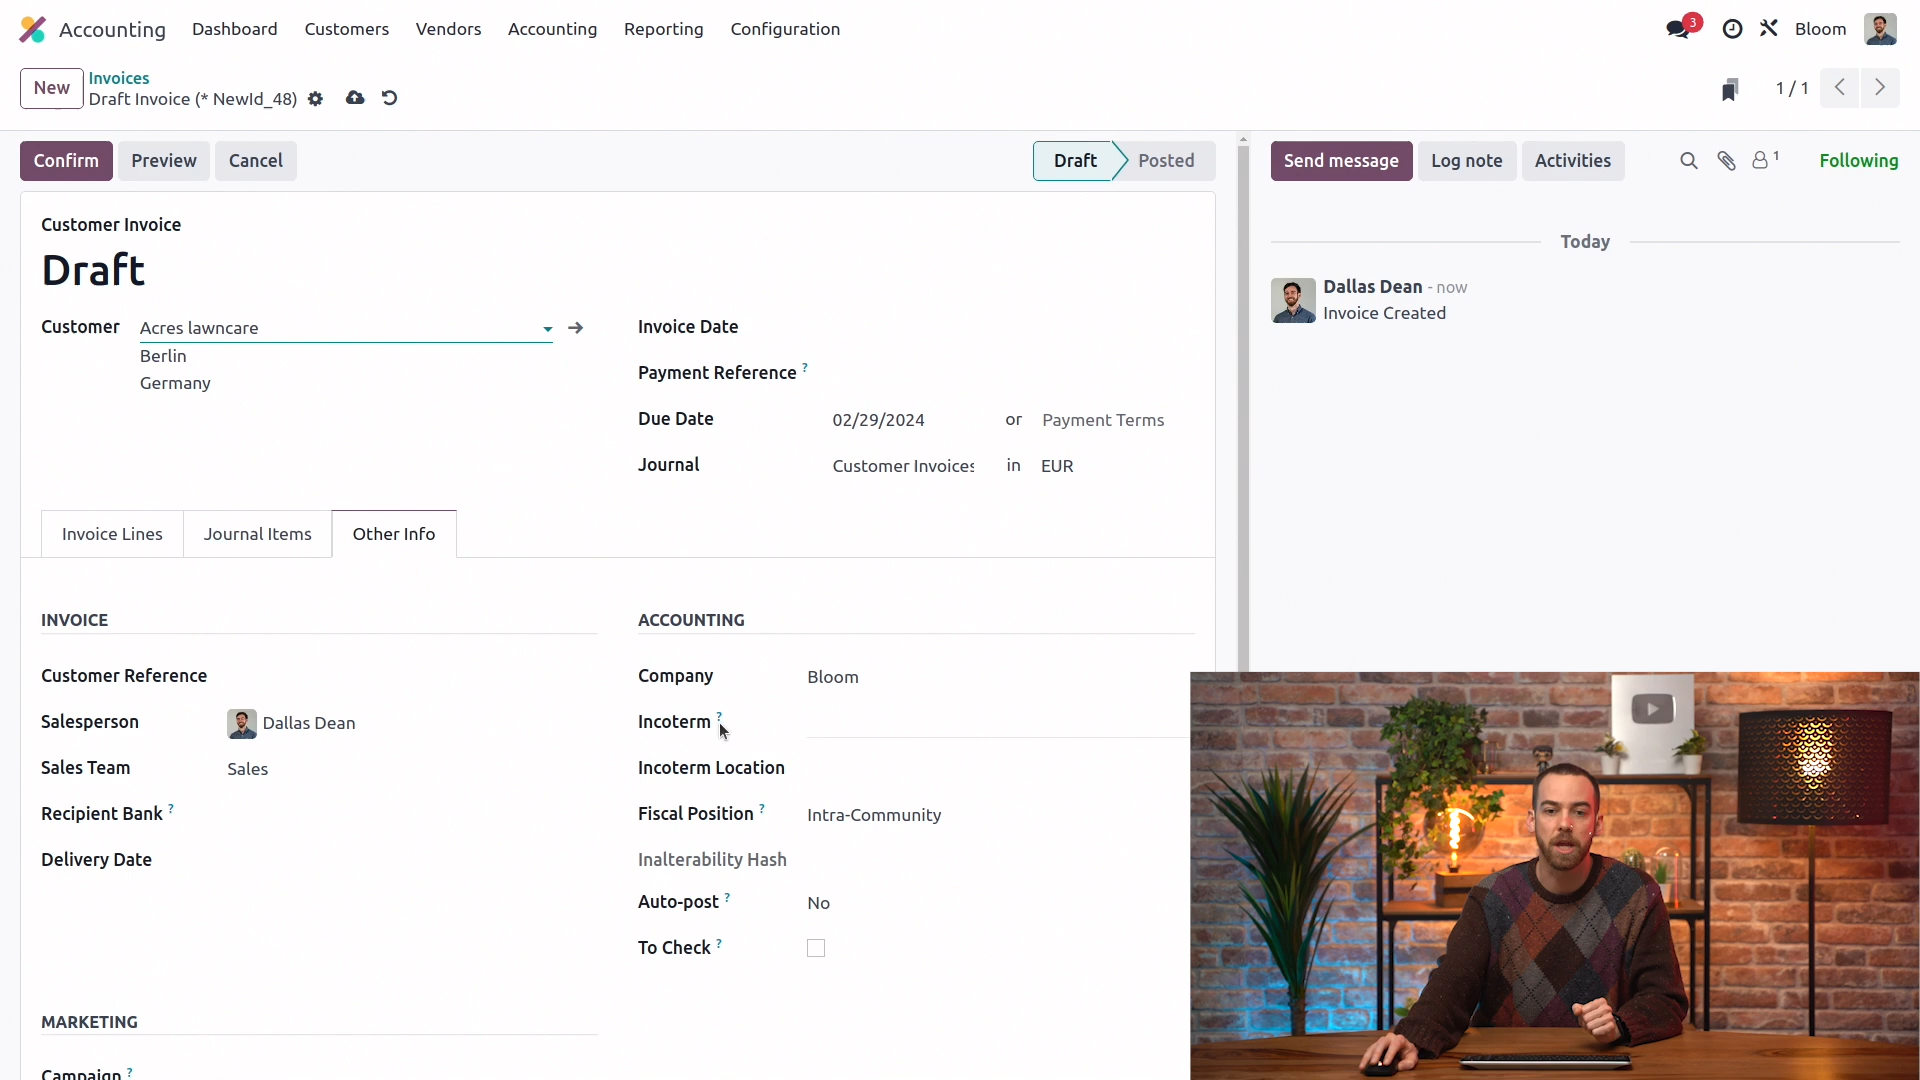 Accounting Dashboard Customers Vendors Accounting Reporting Configuration 3 Bloom
New Invoices
Draft Invoice (* NewId_48) 1 / 1
Confirm Preview Cancel Draft Posted Send message Log note Activities 1 Following
Customer Invoice
Draft
Today
Dallas Dean - now
Invoice Created
Customer Acres lawncare
Berlin
Germany
Invoice Date
Payment Reference ?
Due Date 02/29/2024 or Payment Terms
Journal Customer Invoices in EUR
Invoice Lines Journal Items Other Info
INVOICE
Customer Reference
Salesperson Dallas Dean
Sales Team Sales
Recipient Bank ?
Delivery Date
ACCOUNTING
Company Bloom
Incoterm ?
Incoterm Location
Fiscal Position ? Intra-Community
Inalterability Hash
Auto-post ? No
To Check ?
MARKETING
Campaign ?